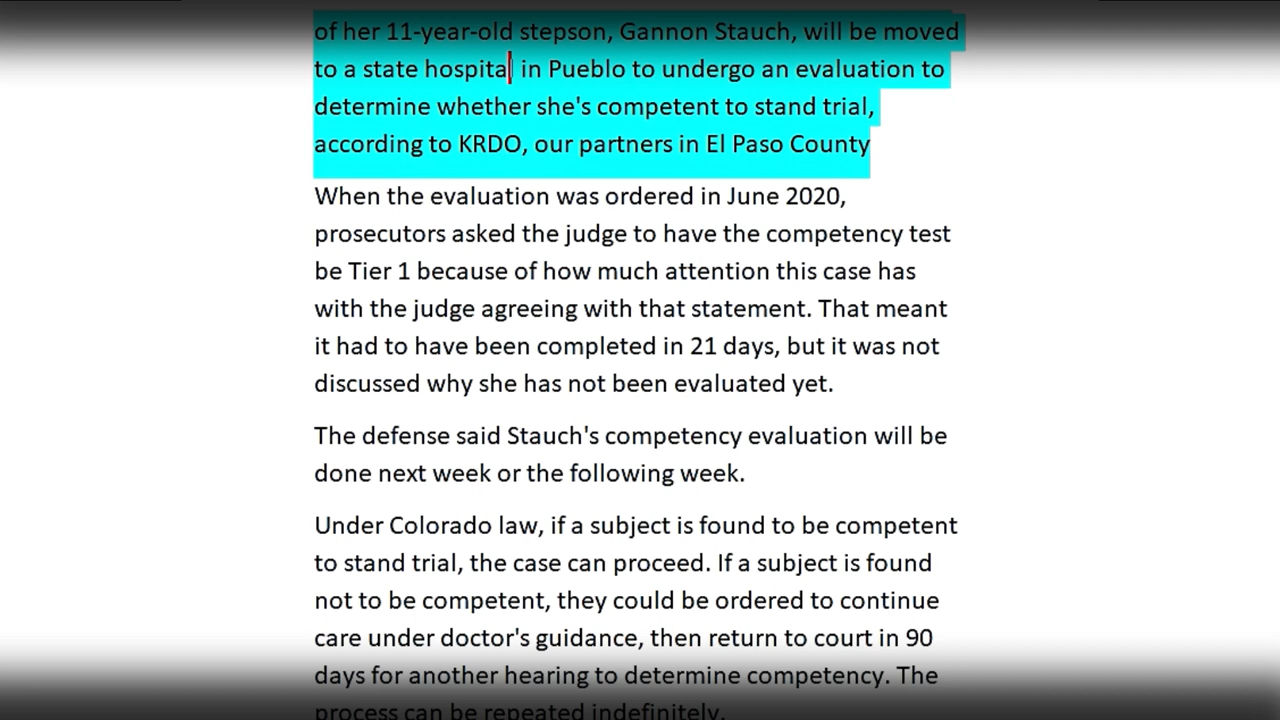 of her 11-year-old stepson, Gannon Stauch, will be moved
to a state hospital in Pueblo to undergo an evaluation to
determine whether she's competent to stand trial,
according to KRDO, our partners in El Paso County
When the evaluation was ordered in June 2020,
prosecutors asked the judge to have the competency test
be Tier 1 because of how much attention this case has
with the judge agreeing with that statement. That meant
it had to have been completed in 21 days, but it was not
discussed why she has not been evaluated yet.
The defense said Stauch's competency evaluation will be
done next week or the following week.
Under Colorado law, if a subject is found to be competent
to stand trial, the case can proceed. If a subject is found
not to be competent, they could be ordered to continue
care under doctor's guidance, then return to court in 90
days for another hearing to determine competency. The
process can be repeated indefinitely.